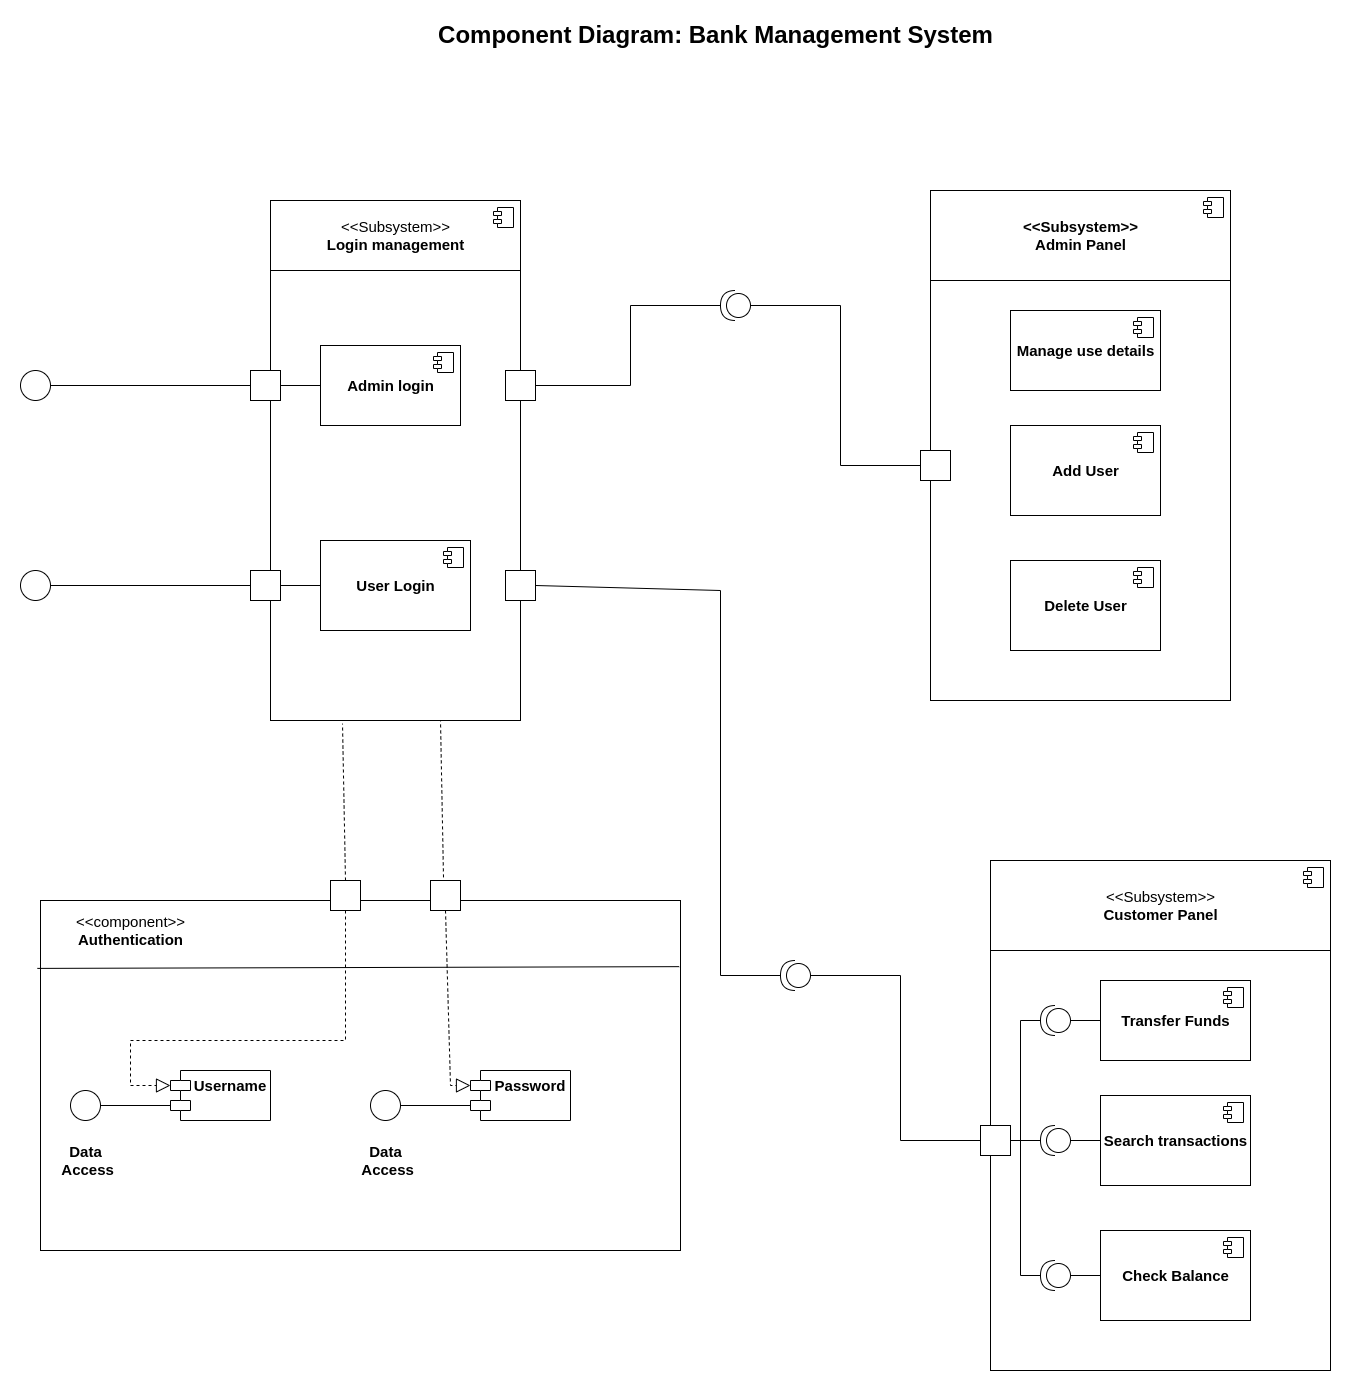 Component Diagram: Bank Management System
<<Subsystem>>
Login management
Admin login
User Login
<<Subsystem>>
Admin Panel
Manage use details
Add User
Delete User
<<component>>
Authentication
Username
Data
Access
Password
Data
Access
<<Subsystem>>
Customer Panel
Transfer Funds
Search transactions
Check Balance